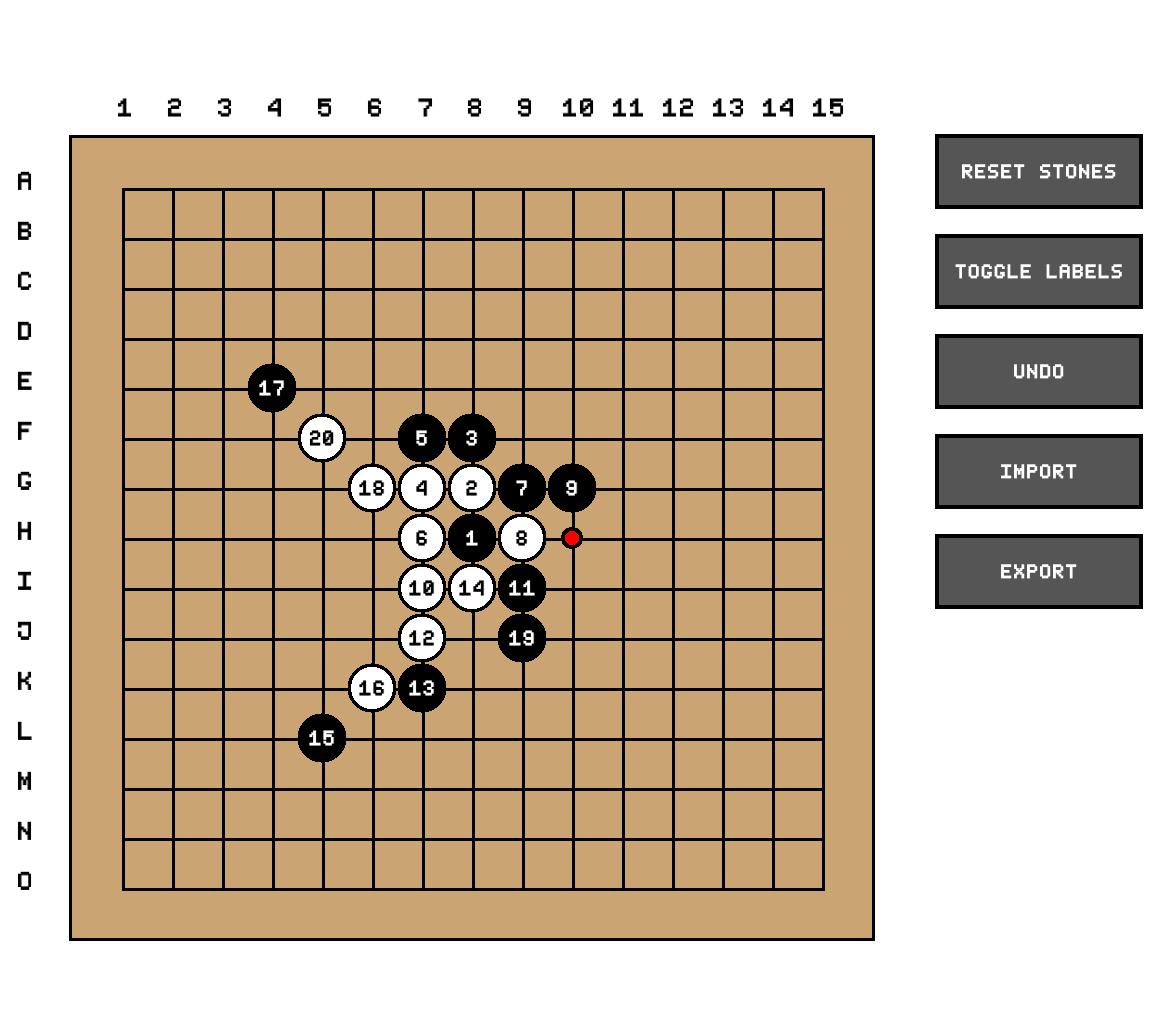 1 2 3 4 5 6 7 8 9 10 11 12 13 14 15
A
RESET STONES
B
C
TOGGLE LABELS
D
E
17
UNDO
F
20 5 3
G
18 4 2 7 9
IMPORT
H
6 1 8
I
10 14 11
EXPORT
J
12 19
K
16 13
L
15
M
N
O